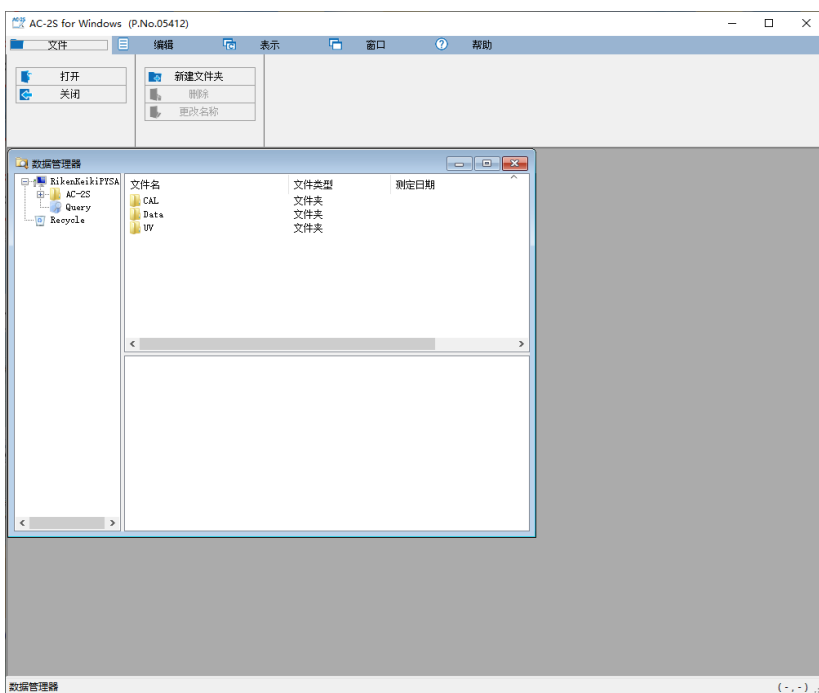 AC-2S for Windows (P.No.05412)
文件 编辑 表示 窗口 帮助
打开 新建文件夹
关闭 删除
更改名称
数据管理器
RikenKeikiPYSA
AC-2S
Query
Recycle
文件名 文件类型 测定日期
CAL 文件夹
Data 文件夹
UV 文件夹
数据管理器 (-,-)